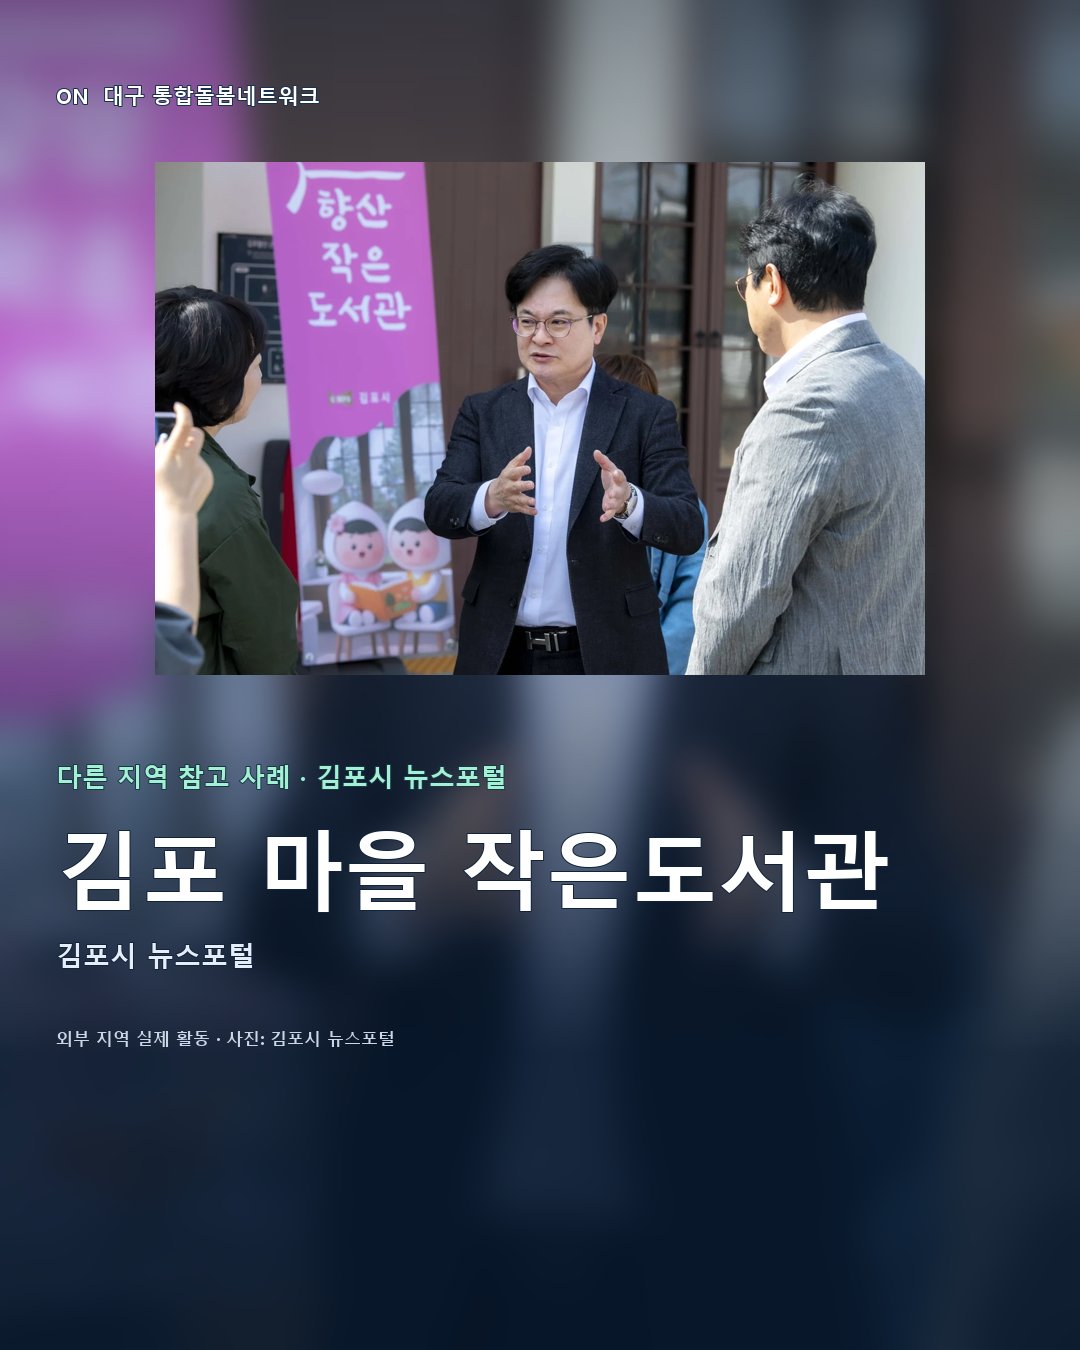 ON 대구 통합돌봄네트워크
향산
작은
도서관
김포시
다른 지역 참고 사례 · 김포시 뉴스포털
김포 마을 작은도서관
김포시 뉴스포털
외부 지역 실제 활동 · 사진: 김포시 뉴스포털